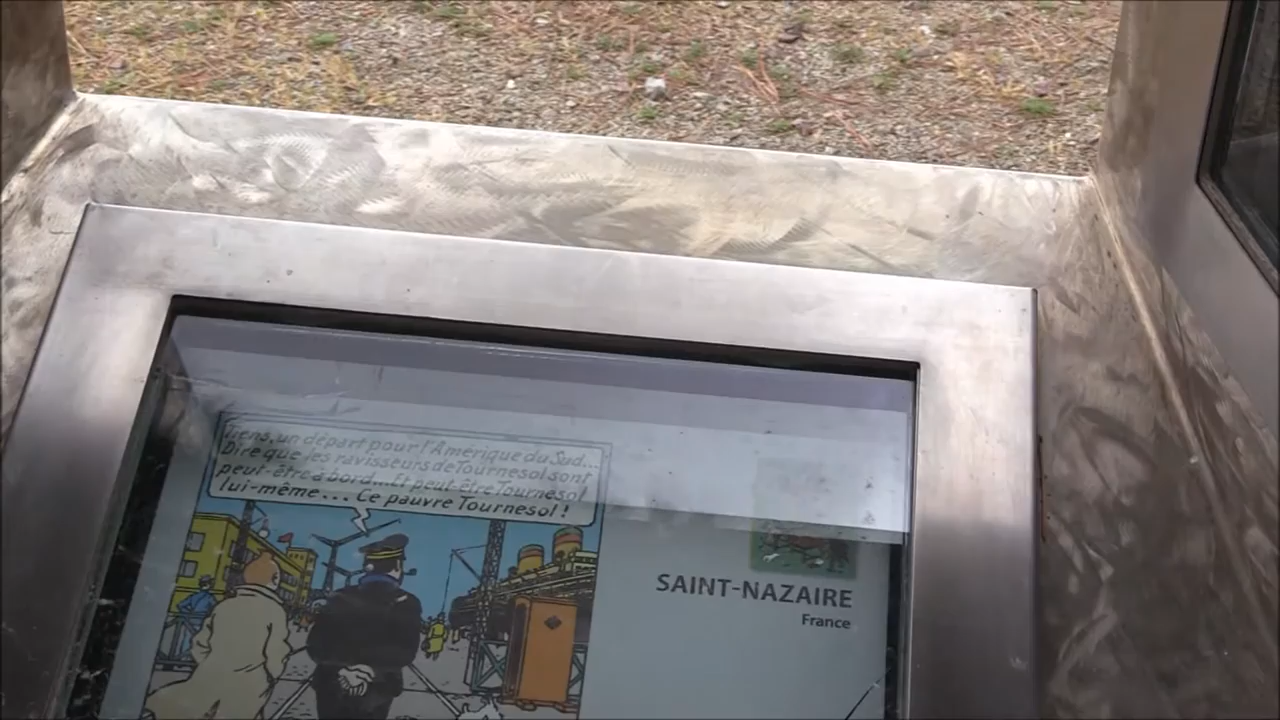 Tiens, un départ pour l'Amérique du Sud...
Dire que les ravisseurs de Tournesol sont
peut-être à bord... Et peut-être Tournesol
lui-même... Ce pauvre Tournesol !
SAINT-NAZAIRE
France